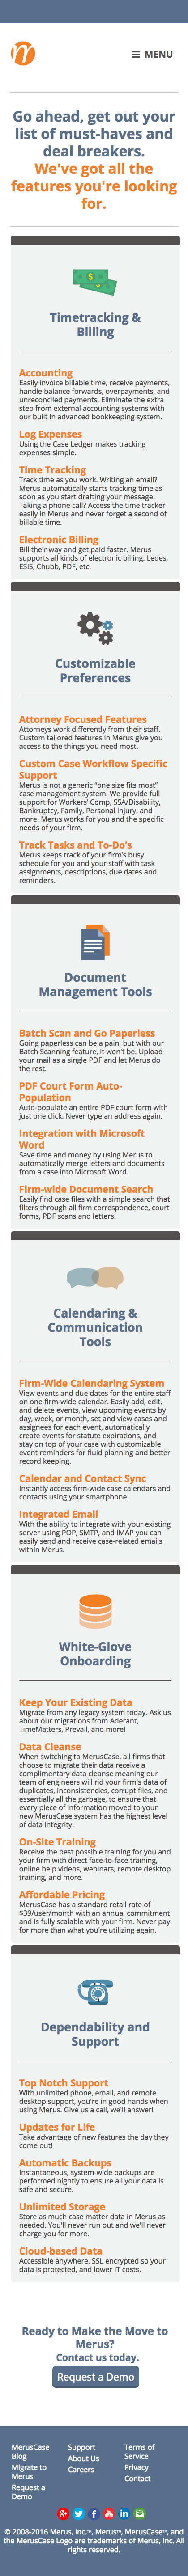 MENU
Go ahead, get out your
list of must-haves and
deal breakers.
We've got all the
features you're looking
for.
Timetracking &
Billing
Accounting
Easily invoice billable time, receive payments,
handle balance forwards, overpayments, and
unreconciled payments. Eliminate the extra
step from external accounting systems with
our built in advanced bookkeeping system.
Log Expenses
Using the Case Ledger makes tracking
expenses simple.
Time Tracking
Track time as you work. Writing an email?
Merus automatically starts tracking time as
soon as you start drafting your message.
Taking a phone call? Access the time tracker
easily in Merus and never forget a second of
billable time.
Electronic Billing
Bill their way and get paid faster. Merus
supports all kinds of electronic billing: Ledes,
ESIS, Chubb, PDF, etc.
Customizable
Preferences
Attorney Focused Features
Attorneys work differently from their staff.
Custom tailored features in Merus give you
access to the things you need most.
Custom Case Workflow Specific
Support
Merus is not a generic "one size fits most"
case management system. We provide full
support for Workers' Comp, SSA/Disability,
Bankruptcy, Family, Personal Injury, and
more. Merus works for you and the specific
needs of your firm.
Track Tasks and To-Do's
Merus keeps track of your firm's busy
schedule for you and your staff with task
assignments, descriptions, due dates and
reminders.
Document
Management Tools
Batch Scan and Go Paperless
Going paperless can be a pain, but with our
Batch Scanning feature, it won't be. Upload
your mail as a single PDF and let Merus do
the rest.
PDF Court Form Auto-
Population
Auto-populate an entire PDF court form with
just one click. Never type an address again.
Integration with Microsoft
Word
Save time and money by using Merus to
automatically merge letters and documents
from a case into Microsoft Word.
Firm-wide Document Search
Easily find case files with a simple search that
filters through all firm correspondence, court
forms, PDF scans and letters.
Calendaring &
Communication
Tools
Firm-Wide Calendaring System
View events and due dates for the entire staff
on one firm-wide calendar. Easily add, edit,
and delete events, view upcoming events by
day, week, or month, set and view cases and
assignees for each event, automatically
create events for statute expirations, and
stay on top of your case with customizable
event reminders for fluid planning and better
record keeping.
Calendar and Contact Sync
Instantly access firm-wide case calendars and
contacts using your smartphone.
Integrated Email
With the ability to integrate with your existing
server using POP, SMTP, and IMAP you can
easily send and receive case-related emails
within Merus.
White-Glove
Onboarding
Keep Your Existing Data
Migrate from any legacy system today. Ask us
about our migrations from Aderant,
TimeMatters, Prevail, and more!
Data Cleanse
When switching to MerusCase, all firms that
choose to migrate their data receive a
complimentary data cleanse meaning our
team of engineers will rid your firm's data of
duplicates, inconsistencies, corrupt files, and
essentially all the garbage, to ensure that
every piece of information moved to your
new MerusCase system has the highest level
of data integrity.
On-Site Training
Receive the best possible training for you and
your firm with direct face-to-face training,
online help videos, webinars, remote desktop
training, and more.
Affordable Pricing
MerusCase has a standard retail rate of
$39/user/month with an annual commitment
and is fully scalable with your firm. Never pay
for more than what you're utilizing again.
Dependability and
Support
Top Notch Support
With unlimited phone, email, and remote
desktop support, you're in good hands when
using Merus. Give us a call, we'll answer!
Updates for Life
Take advantage of new features the day they
come out!
Automatic Backups
Instantaneous, system-wide backups are
performed nightly to ensure all your data is
safe and secure.
Unlimited Storage
Store as much case matter data in Merus as
needed. You'll never run out and we'll never
charge you for more.
Cloud-based Data
Accessible anywhere, SSL encrypted so your
data is protected, and lower IT costs.
Ready to Make the Move to
Merus?
Contact us today.
Request a Demo
MerusCase
Blog
Migrate to
Merus
Request a
Demo
Support
About Us
Careers
Terms of
Service
Privacy
Contact
© 2008-2016 Merus, Inc.™, Merus™, MerusCase™, and
the MerusCase Logo are trademarks of Merus, Inc. All
rights reserved.